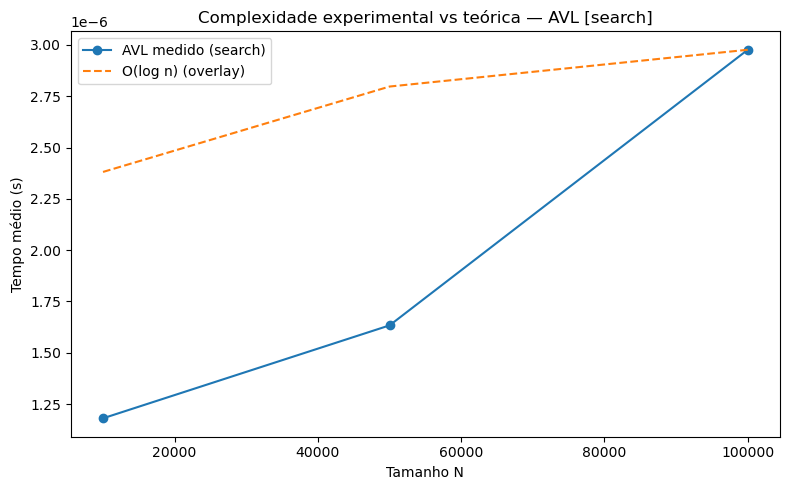 Complexidade experimental vs teórica — AVL [search]
1e−6
AVL medido (search)
O(log n) (overlay)
3.00
2.75
2.50
2.25
2.00
1.75
1.50
1.25
Tempo médio (s)
20000 40000 60000 80000 100000
Tamanho N